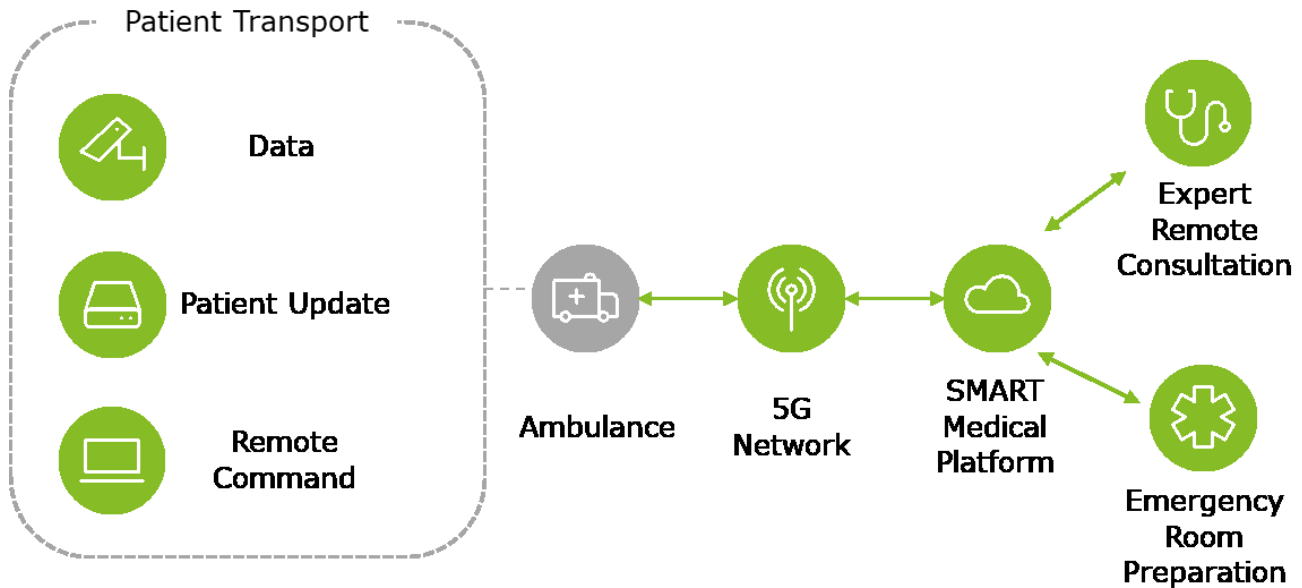 Patient Transport
Data
Patient Update
Remote
Command
Ambulance
5G
Network
SMART
Medical
Platform
Expert
Remote
Consultation
Emergency
Room
Preparation